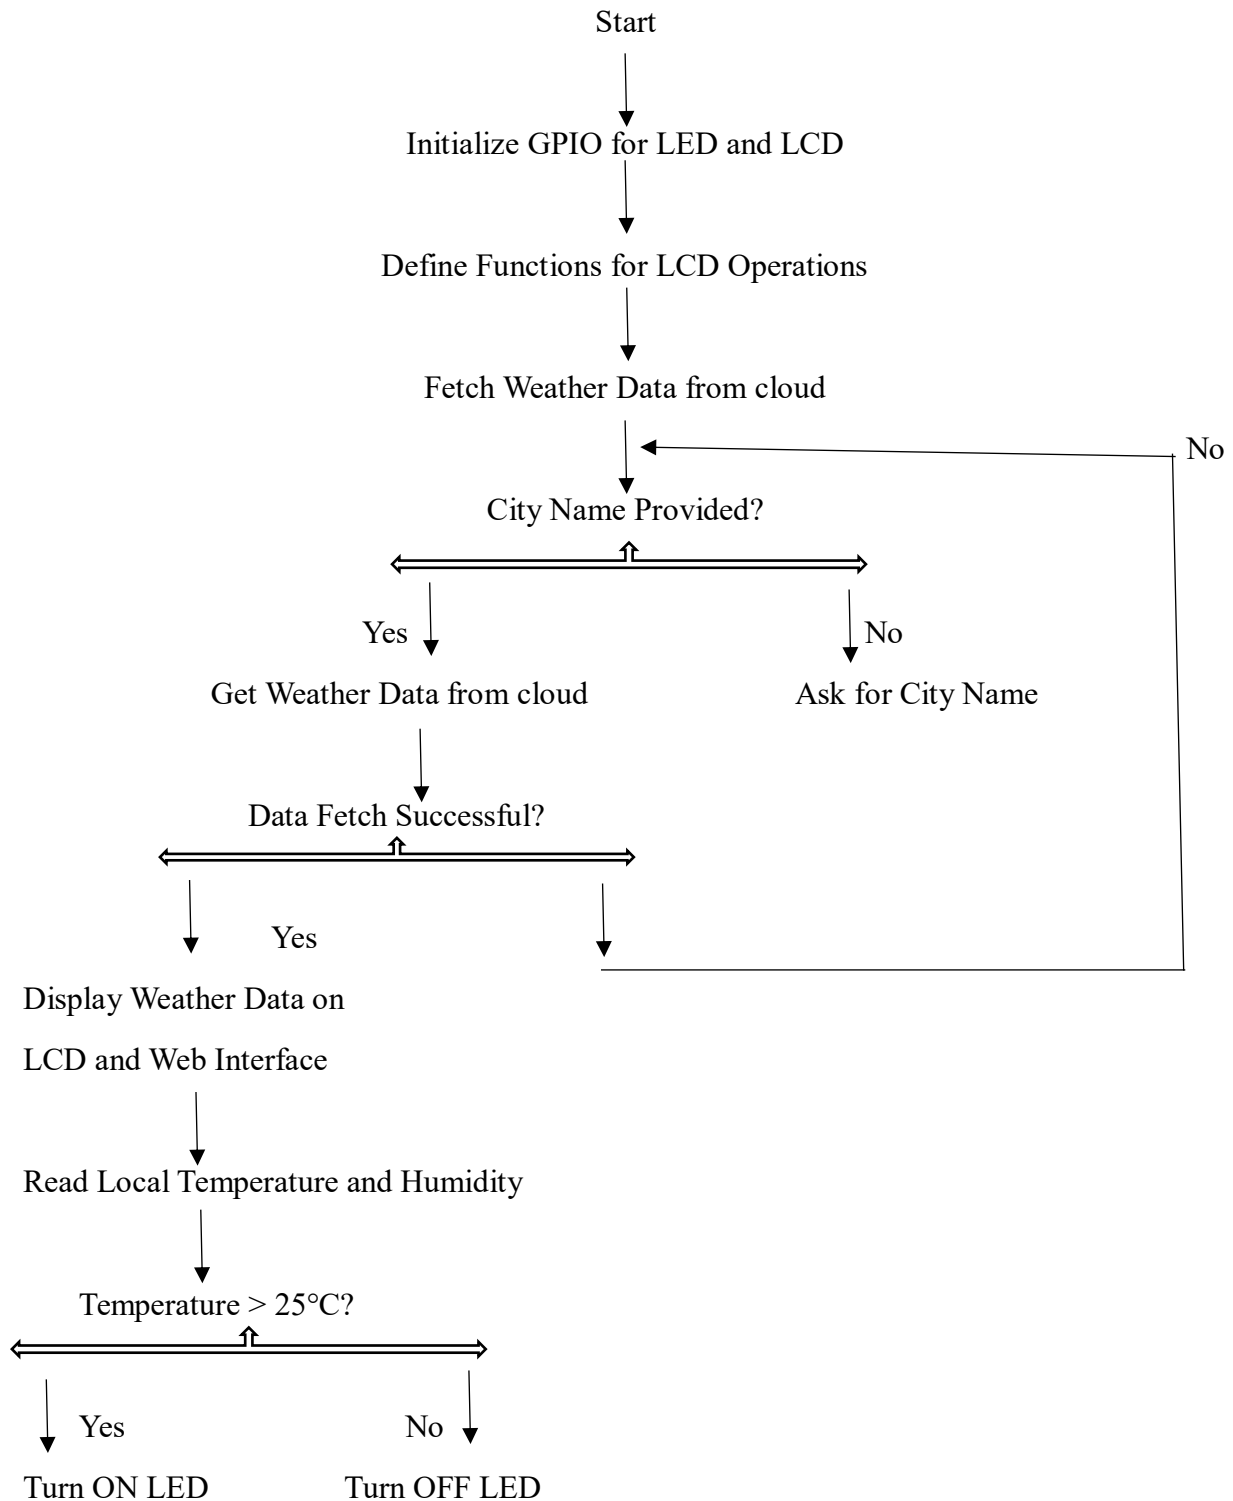 Start
Initialize GPIO for LED and LCD
Define Functions for LCD Operations
Fetch Weather Data from cloud
No
City Name Provided?
Yes
No
Get Weather Data from cloud
Ask for City Name
Data Fetch Successful?
Yes
Display Weather Data on
LCD and Web Interface
Read Local Temperature and Humidity
Temperature > 25°C?
Yes
No
Turn ON LED
Turn OFF LED